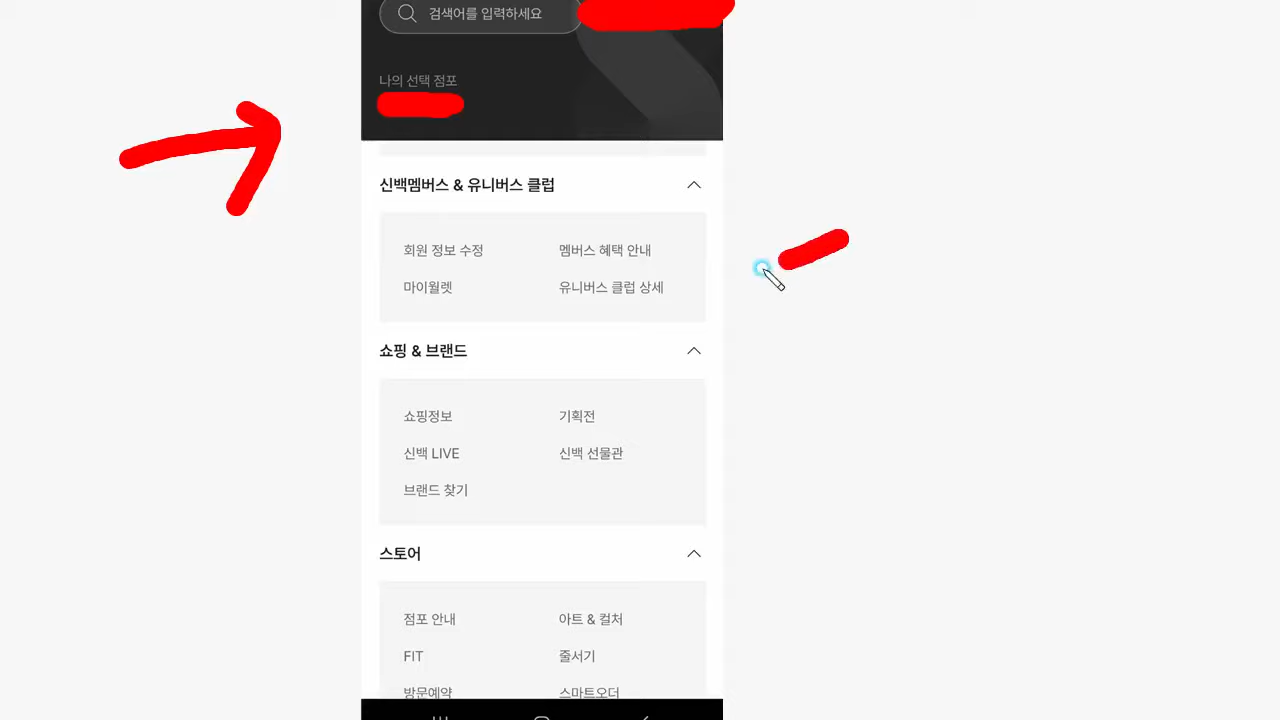 검색어를 입력하세요
나의 선택 점포
신백멤버스 & 유니버스 클럽
회원 정보 수정 멤버스 혜택 안내
마이월렛 유니버스 클럽 상세
쇼핑 & 브랜드
쇼핑정보 기획전
신백 LIVE 신백 선물관
브랜드 찾기
스토어
점포 안내 아트 & 컬처
FIT 줄서기
방문예약 스마트오더